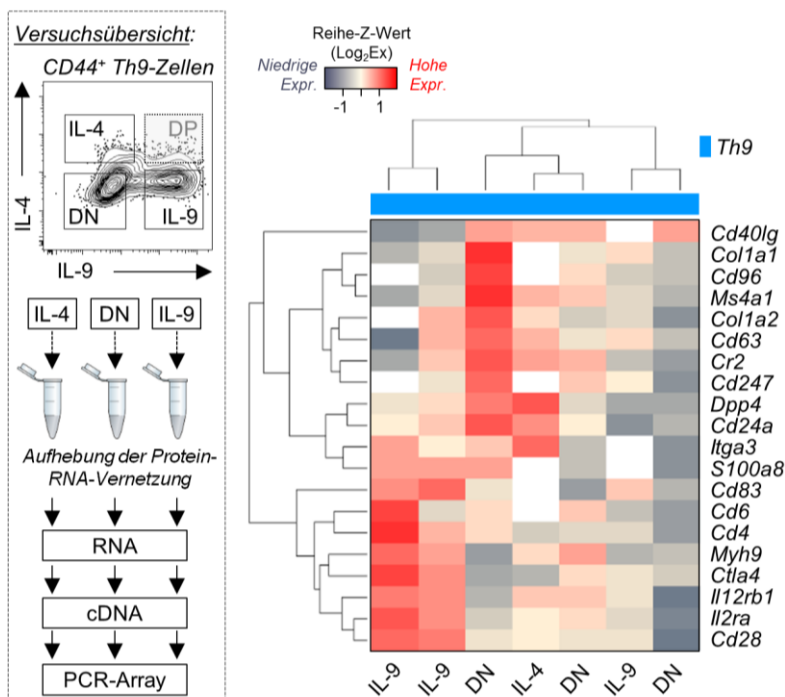 Versuchsübersicht:
CD44⁺ Th9-Zellen
IL-4
DP
DN
IL-9
IL-4
IL-9
IL-4
DN
IL-9
Aufhebung der Protein-
RNA-Vernetzung
RNA
cDNA
PCR-Array
Reihe-Z-Wert
(Log₂Ex)
Niedrige
Expr.
Hohe
Expr.
-1
1
Th9
Cd40lg
Col1a1
Cd96
Ms4a1
Col1a2
Cd63
Cr2
Cd247
Dpp4
Cd24a
Itga3
S100a8
Cd83
Cd6
Cd4
Myh9
Ctla4
Il12rb1
Il2ra
Cd28
IL-9
IL-9
DN
IL-4
DN
IL-9
DN